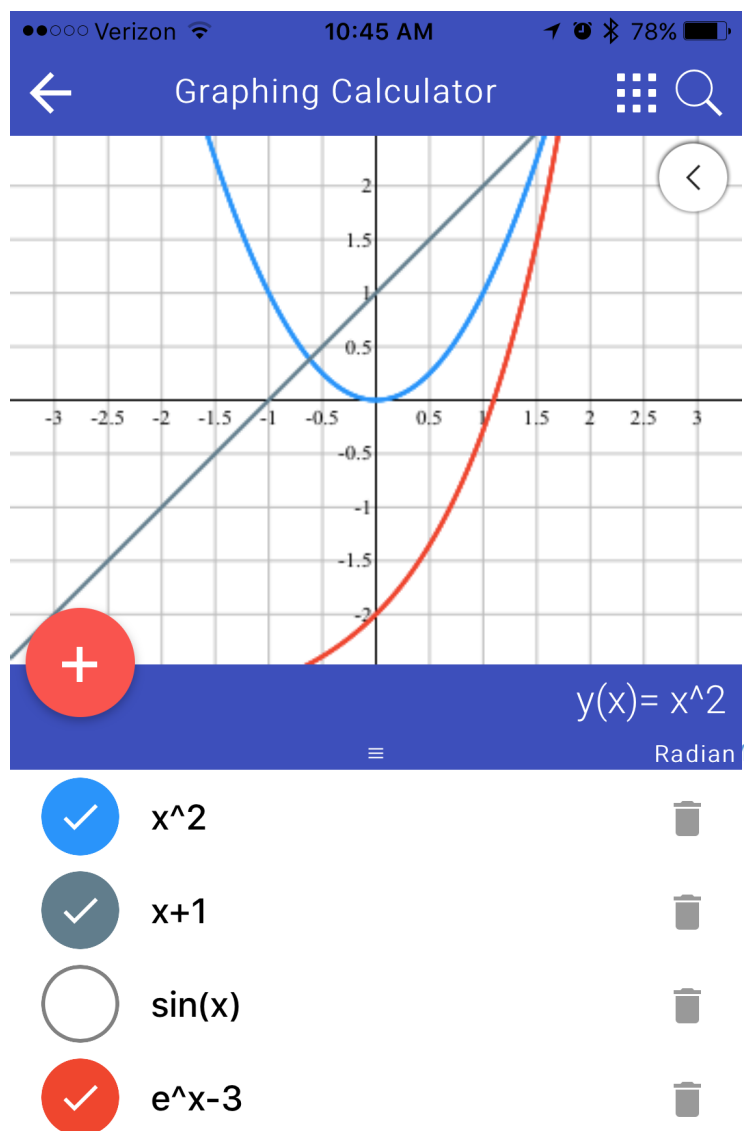 Verizon 10:45 AM 78%
Graphing Calculator
2
1.5
1
0.5
-3 -2.5 -2 -1.5 -1 -0.5 0.5 1 1.5 2 2.5 3
-0.5
-1
-1.5
-2
y(x)= x^2
Radian
x^2
x+1
sin(x)
e^x-3